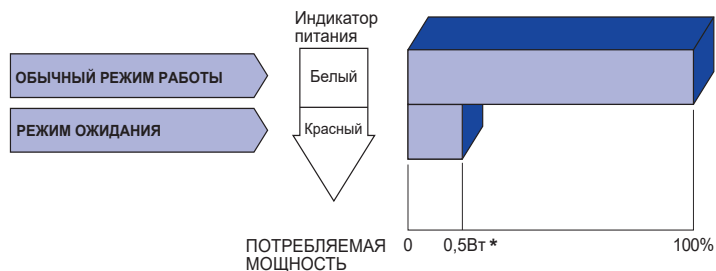 Индикатор
питания
ОБЫЧНЫЙ РЕЖИМ РАБОТЫ
Белый
РЕЖИМ ОЖИДАНИЯ
Красный
ПОТРЕБЛЯЕМАЯ
МОЩНОСТЬ
0
0,5Вт *
100%